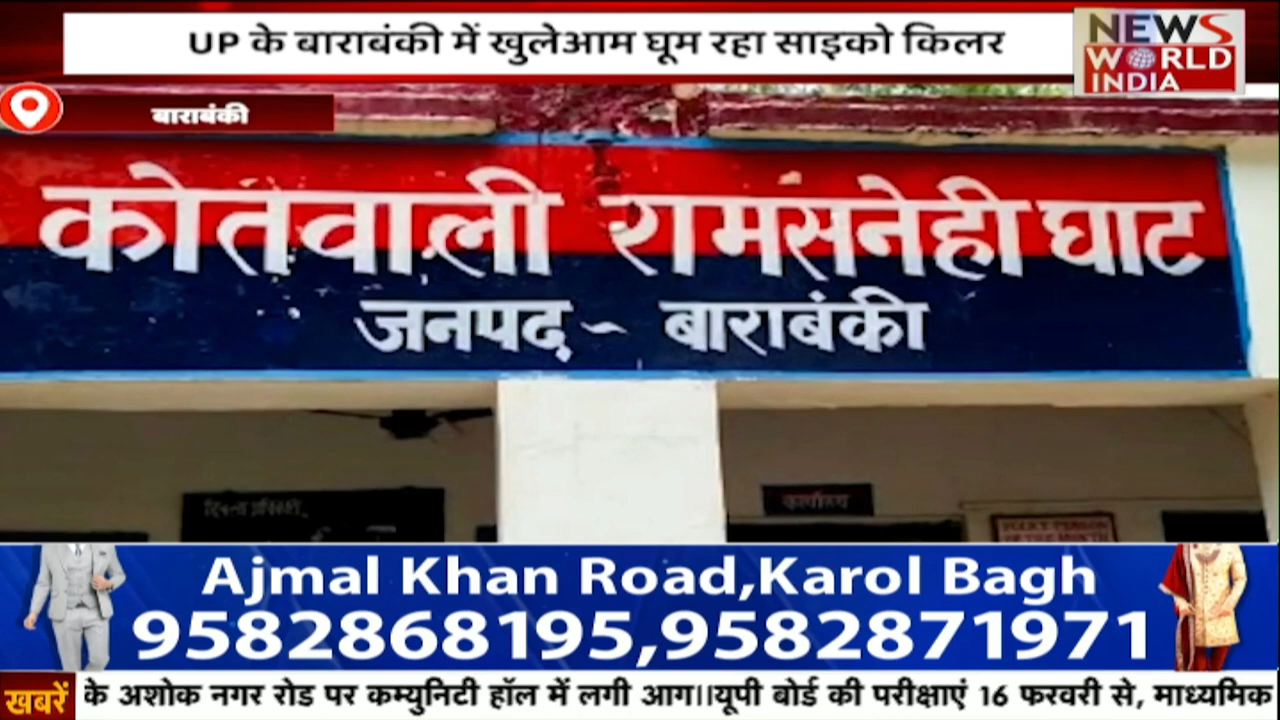 UP के बाराबंकी में खुलेआम घूम रहा साइको किलर
NEWS
WORLD
INDIA
बाराबंकी
कोतवाली रामसनेही घाट
जनपद - बाराबंकी
कार्यालय
Ajmal Khan Road,Karol Bagh
9582868195,9582871971
खबरें के अशोक नगर रोड पर कम्युनिटी हॉल में लगी आग।।यूपी बोर्ड की परीक्षाएं 16 फरवरी से, माध्यमिक